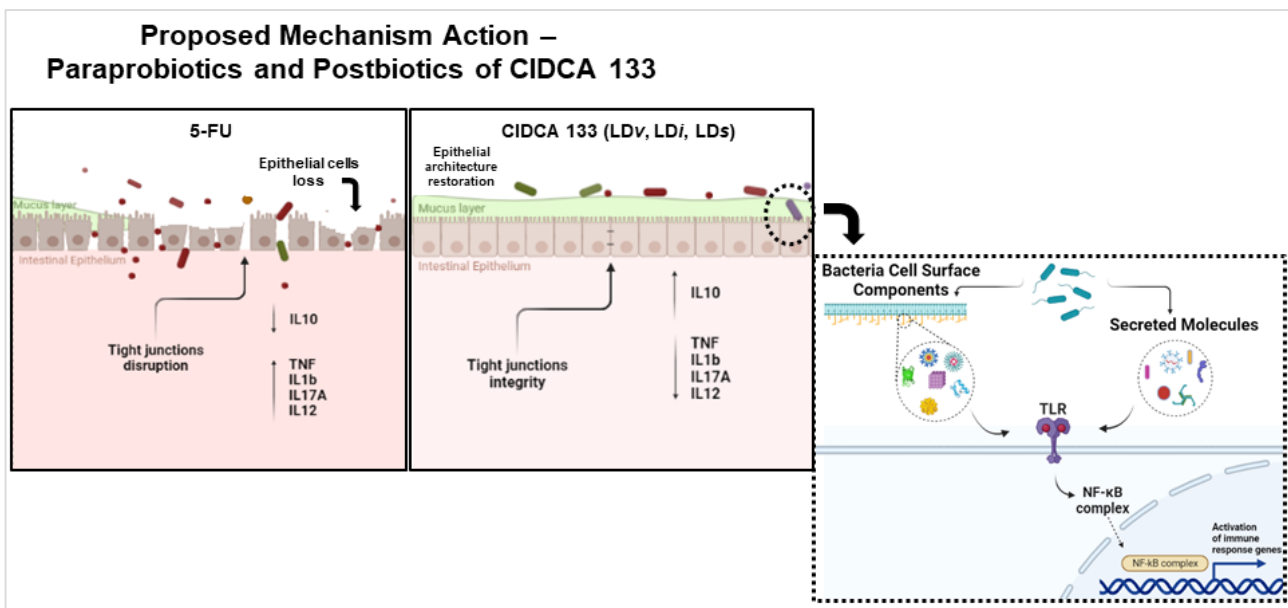 Proposed Mechanism Action –
Paraprobiotics and Postbiotics of CIDCA 133
5-FU
Epithelial cells
loss
Mucus layer
Intestinal Epithelium
Tight junctions
disruption
IL10
TNF
IL1b
IL17A
IL12
CIDCA 133 (LDv, LDi, LDs)
Epithelial
architecture
restoration
Mucus layer
Intestinal Epithelium
Tight junctions
integrity
IL10
TNF
IL1b
IL17A
IL12
Bacteria Cell Surface
Components
Secreted Molecules
TLR
NF-κB
complex
Activation
of immune
response genes
NF-kB complex